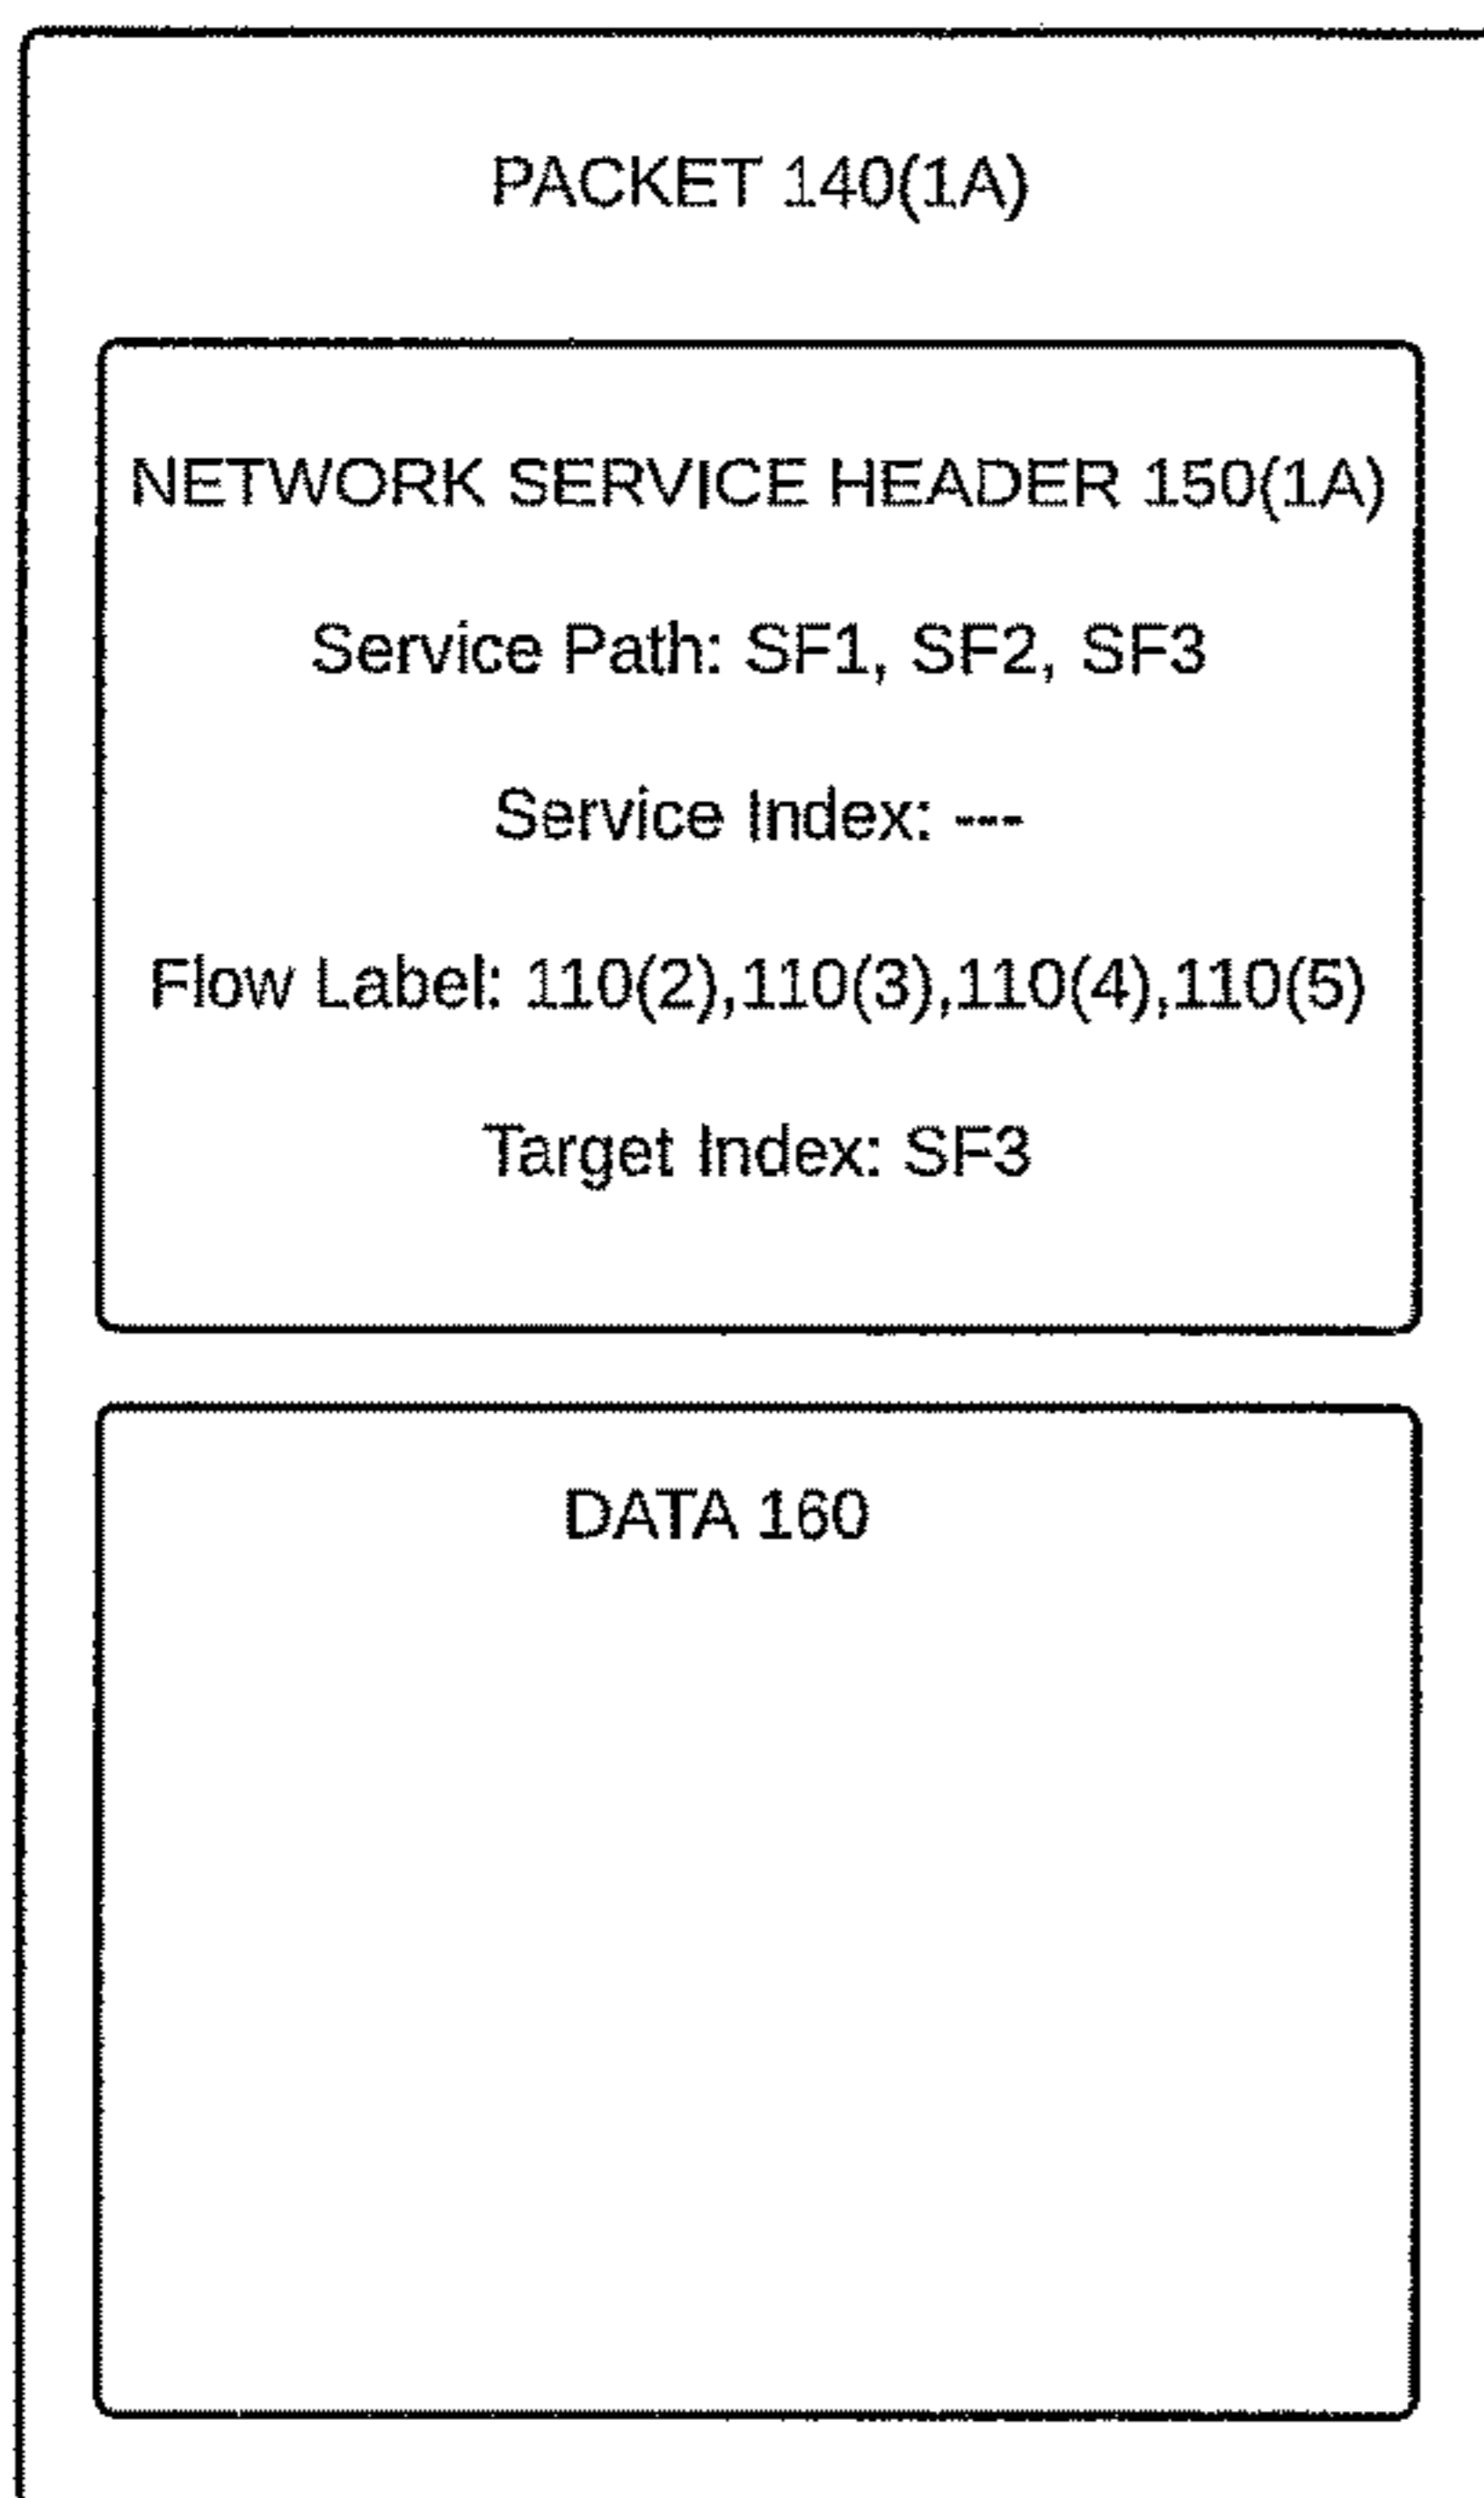 PACKET 140(1A)
NETWORK SERVICE HEADER 150(1A)
Service Path: SF1, SF2, SF3
Service Index: ---
Flow Label: 110(2),110(3),110(4),110(5)
Target Index: SF3
DATA 160